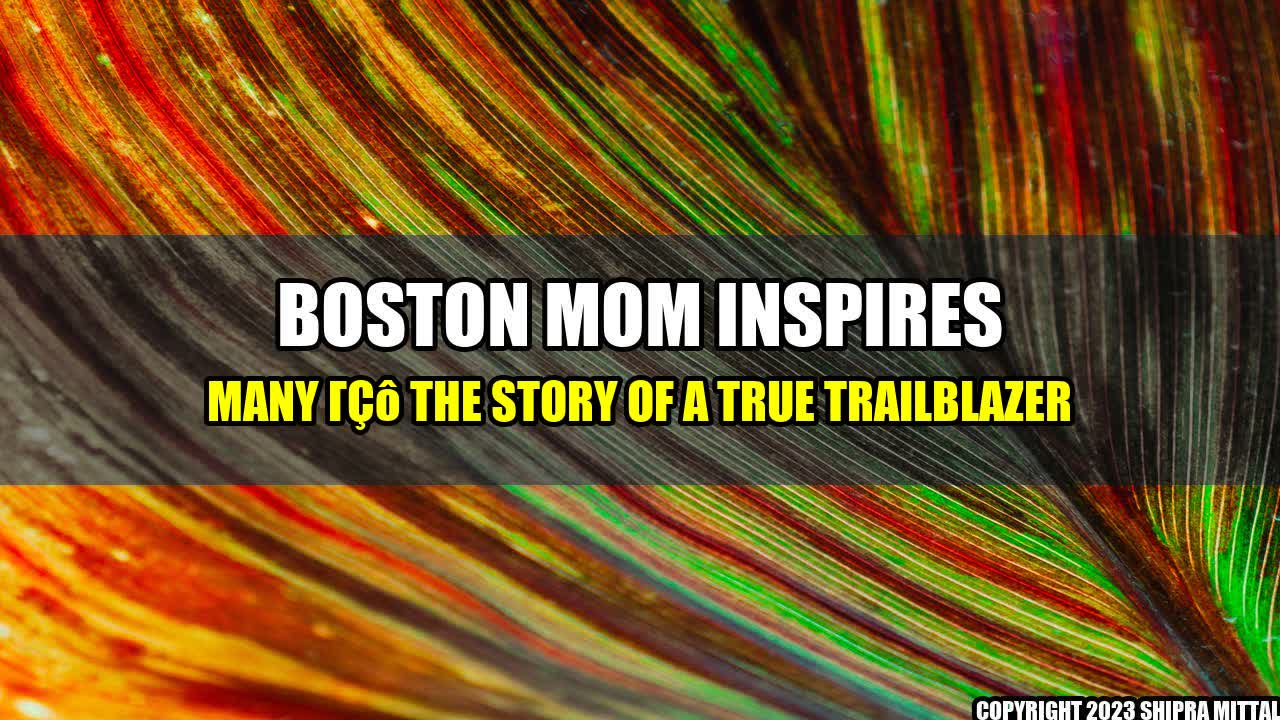 BOSTON MOM INSPIRES
MANY ΓÇô THE STORY OF A TRUE TRAILBLAZER
COPYRIGHT 2023 SHIPRA MITTAL